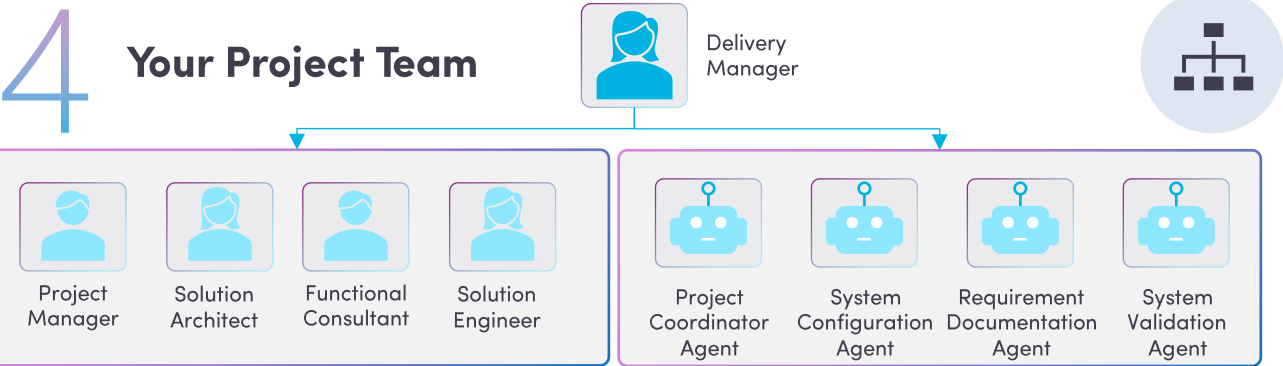 4
Your Project Team
Delivery
Manager
Project
Manager
Solution
Architect
Functional
Consultant
Solution
Engineer
Project
Coordinator
Agent
System
Configuration
Agent
Requirement
Documentation
Agent
System
Validation
Agent